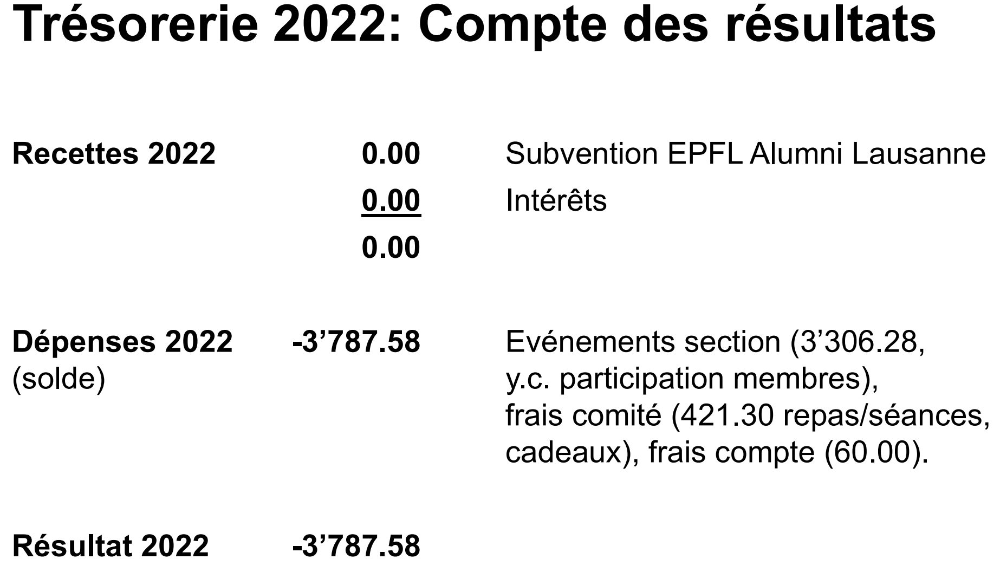 Trésorerie 2022: Compte des résultats
Recettes 2022 0.00 Subvention EPFL Alumni Lausanne
0.00 Intérêts
0.00
Dépenses 2022 -3’787.58 Evénements section (3’306.28,
(solde) y.c. participation membres),
frais comité (421.30 repas/séances,
cadeaux), frais compte (60.00).
Résultat 2022 -3’787.58